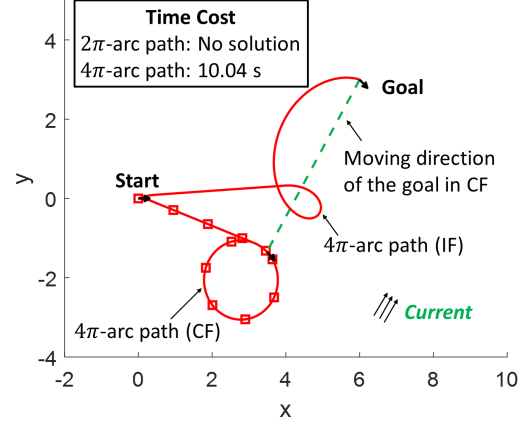 Time Cost
2π-arc path: No solution
4π-arc path: 10.04 s
Goal
Start
Moving direction
of the goal in CF
4π-arc path (IF)
4π-arc path (CF)
Current
y
4
2
0
-2
-4
-2 0 2 4 6 8 10
x